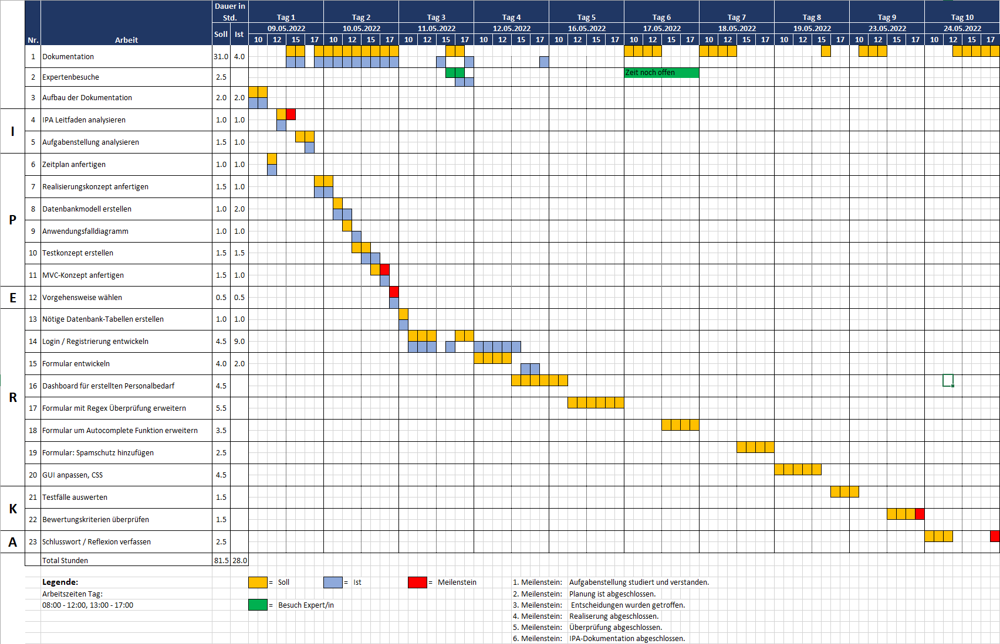 Dauer in
Std.
Tag 1 Tag 2 Tag 3 Tag 4 Tag 5 Tag 6 Tag 7 Tag 8 Tag 9 Tag 10
09.05.2022 10.05.2022 11.05.2022 12.05.2022 16.05.2022 17.05.2022 18.05.2022 19.05.2022 23.05.2022 24.05.2022
Nr. Arbeit Soll Ist 10 12 15 17 10 12 15 17 10 12 15 17 10 12 15 17 10 12 15 17 10 12 15 17 10 12 15 17 10 12 15 17 10 12 15 17 10 12 15 17
1 Dokumentation 31.0 4.0
2 Expertenbesuche 2.5 Zeit noch offen
3 Aufbau der Dokumentation 2.0 2.0
I
4 IPA Leitfaden analysieren 1.0 1.0
5 Aufgabenstellung analysieren 1.5 1.0
P
6 Zeitplan anfertigen 1.0 1.0
7 Realisierungskonzept anfertigen 1.5 1.0
8 Datenbankmodell erstellen 1.0 2.0
9 Anwendungsfalldiagramm 1.0 1.0
10 Testkonzept erstellen 1.5 1.5
11 MVC-Konzept anfertigen 1.5 1.0
E
12 Vorgehensweise wählen 0.5 0.5
R
13 Nötige Datenbank-Tabellen erstellen 1.0 1.0
14 Login / Registrierung entwickeln 4.5 9.0
15 Formular entwickeln 4.0 2.0
16 Dashboard für erstellten Personalbedarf 4.5
17 Formular mit Regex Überprüfung erweitern 5.5
18 Formular um Autocomplete Funktion erweitern 3.5
19 Formular: Spamschutz hinzufügen 2.5
20 GUI anpassen, CSS 4.5
K
21 Testfälle auswerten 1.5
22 Bewertungskriterien überprüfen 1.5
A
23 Schlusswort / Reflexion verfassen 2.5
Total Stunden 81.5 28.0
Legende:
Arbeitszeiten Tag:
08:00 - 12:00, 13:00 - 17:00
= Soll = Ist = Meilenstein
= Besuch Expert/in
1. Meilenstein: Aufgabenstellung studiert und verstanden.
2. Meilenstein: Planung ist abgeschlossen.
3. Meilenstein: Entscheidungen wurden getroffen.
4. Meilenstein: Realiserung abgeschlossen.
5. Meilenstein: Überprüfung abgeschlossen.
6. Meilenstein: IPA-Dokumentation abgeschlossen.